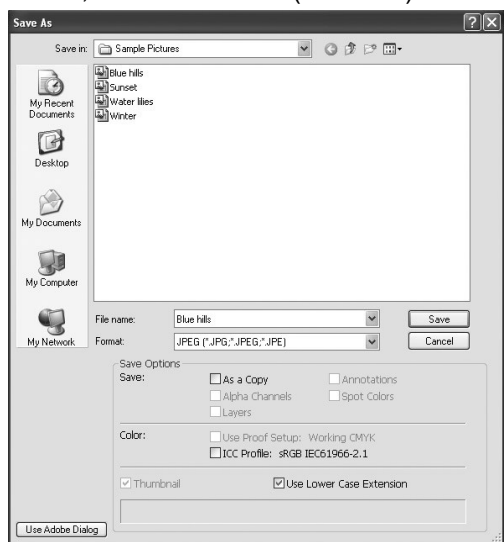 Save As
Save in: Sample Pictures
Blue hills
Sunset
Water lilies
Winter
My Recent
Documents
Desktop
My Documents
My Computer
My Network
File name: Blue hills Save
Format: JPEG (*.JPG;*.JPEG;*.JPE) Cancel
Save Options
Save: As a Copy Annotations
Alpha Channels Spot Colors
Layers
Color: Use Proof Setup: Working CMYK
ICC Profile: sRGB IEC61966-2.1
Thumbnail Use Lower Case Extension
Use Adobe Dialog